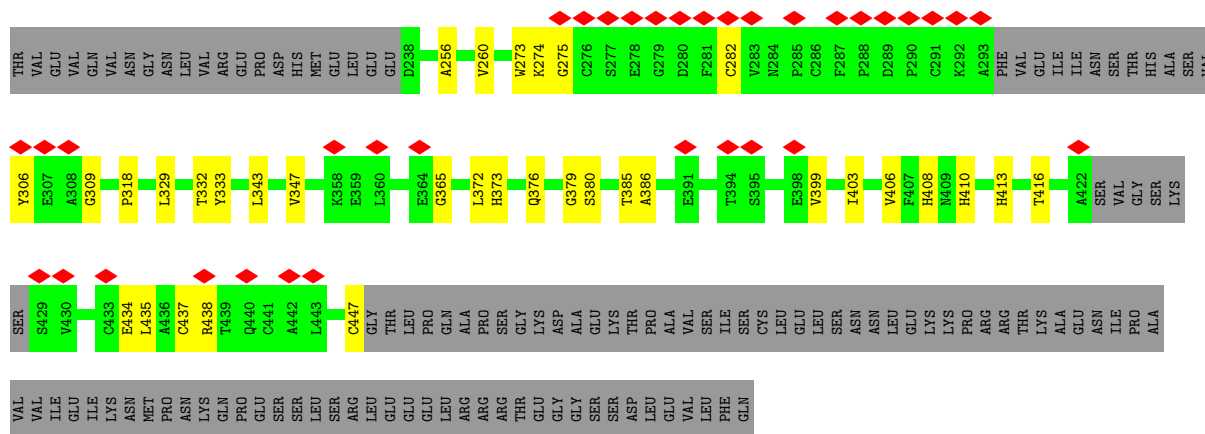 THR VAL GLU VAL GLN VAL ASN GLY ASN LEU VAL ARG GLU PRO ASP HIS MET GLU LEU GLU GLU D238 A256 V260 W273 K274 G275 C276 S277 E278 G279 D280 F281 C282 V283 N284 P285 C286 F287 P288 D289 P290 C291 K292 A293 PHE VAL GLU ILE ILE ASN SER THR HIS ALA SER VAL
Y306 E307 A308 G309 P318 L329 T332 Y333 L343 V347 K358 E359 L360 E364 G365 L372 H373 Q376 G379 S380 T385 A386 E391 T394 S395 E398 V399 I403 V406 F407 H408 N409 H410 H413 T416 A422 SER VAL GLY SER LYS
SER S429 V430 C433 E434 L435 A436 C437 R438 T439 Q440 C441 A442 L443 C447 GLY THR LEU PRO GLN ALA PRO SER GLY LYS ASP ALA GLU LYS THR PRO ALA VAL SER ILE SER CYS LEU GLU LEU SER ASN ASN LEU GLU LYS LYS PRO ARG ARG THR LYS ALA GLU ASN ILE PRO ALA
VAL VAL ILE GLU ILE LYS ASN MET PRO ASN LYS GLN PRO GLU SER SER LEU SER ARG LEU GLU GLU GLU LEU ARG ARG ARG THR GLU GLY GLY SER SER ASP LEU GLU VAL LEU PHE GLN